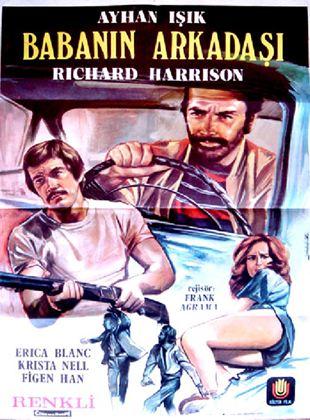 AYHAN IŞIK
BABANIN ARKADAŞI
RICHARD HARRISON
rejisör:
FRANK
AGRAMA
ERICA BLANC
KRISTA NELL
FİGEN HAN
RENKLİ